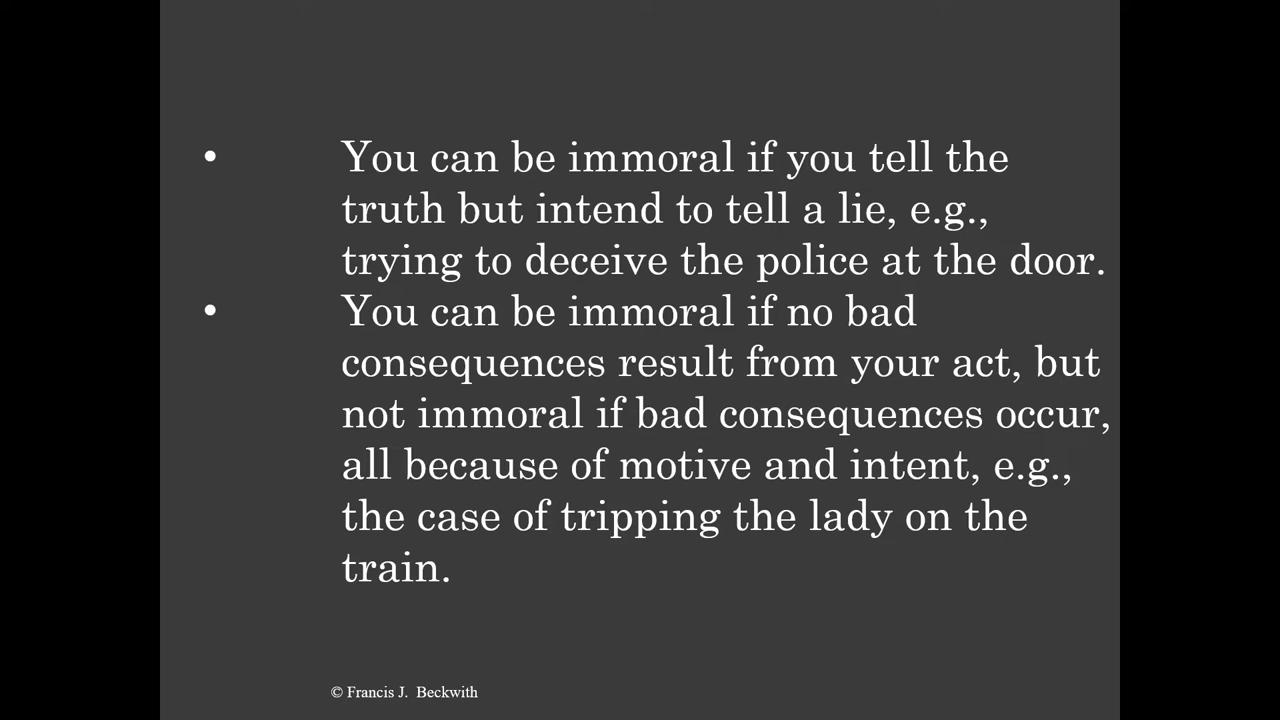 • You can be immoral if you tell the
truth but intend to tell a lie, e.g.,
trying to deceive the police at the door.
• You can be immoral if no bad
consequences result from your act, but
not immoral if bad consequences occur,
all because of motive and intent, e.g.,
the case of tripping the lady on the
train.
© Francis J. Beckwith